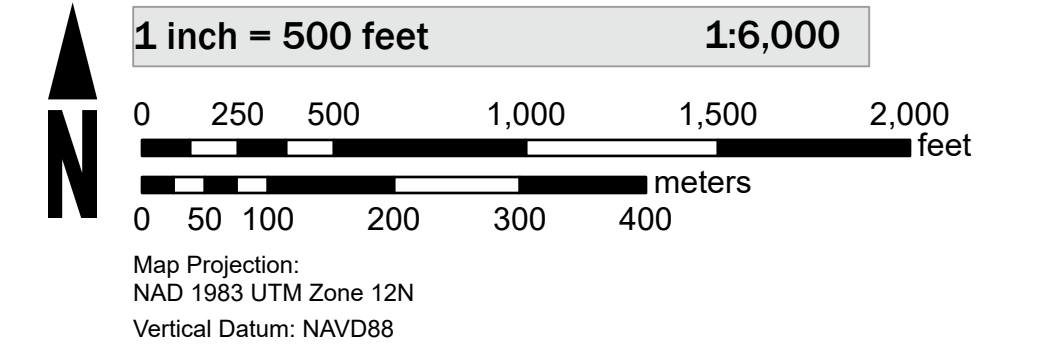 1 inch = 500 feet 1:6,000
0 250 500 1,000 1,500 2,000
feet
meters
0 50 100 200 300 400
N
Map Projection:
NAD 1983 UTM Zone 12N
Vertical Datum: NAVD88